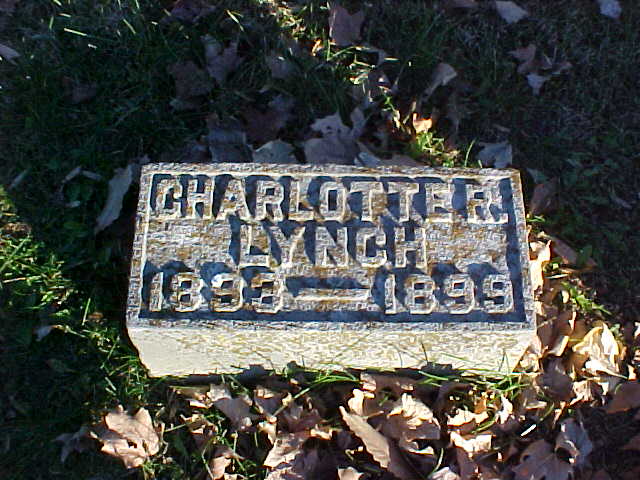 CHARLOTTE R.
LYNCH
1893 — 1899